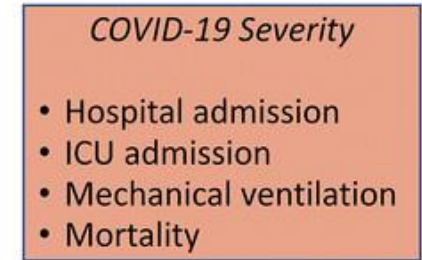 COVID-19 Severity
• Hospital admission
• ICU admission
• Mechanical ventilation
• Mortality